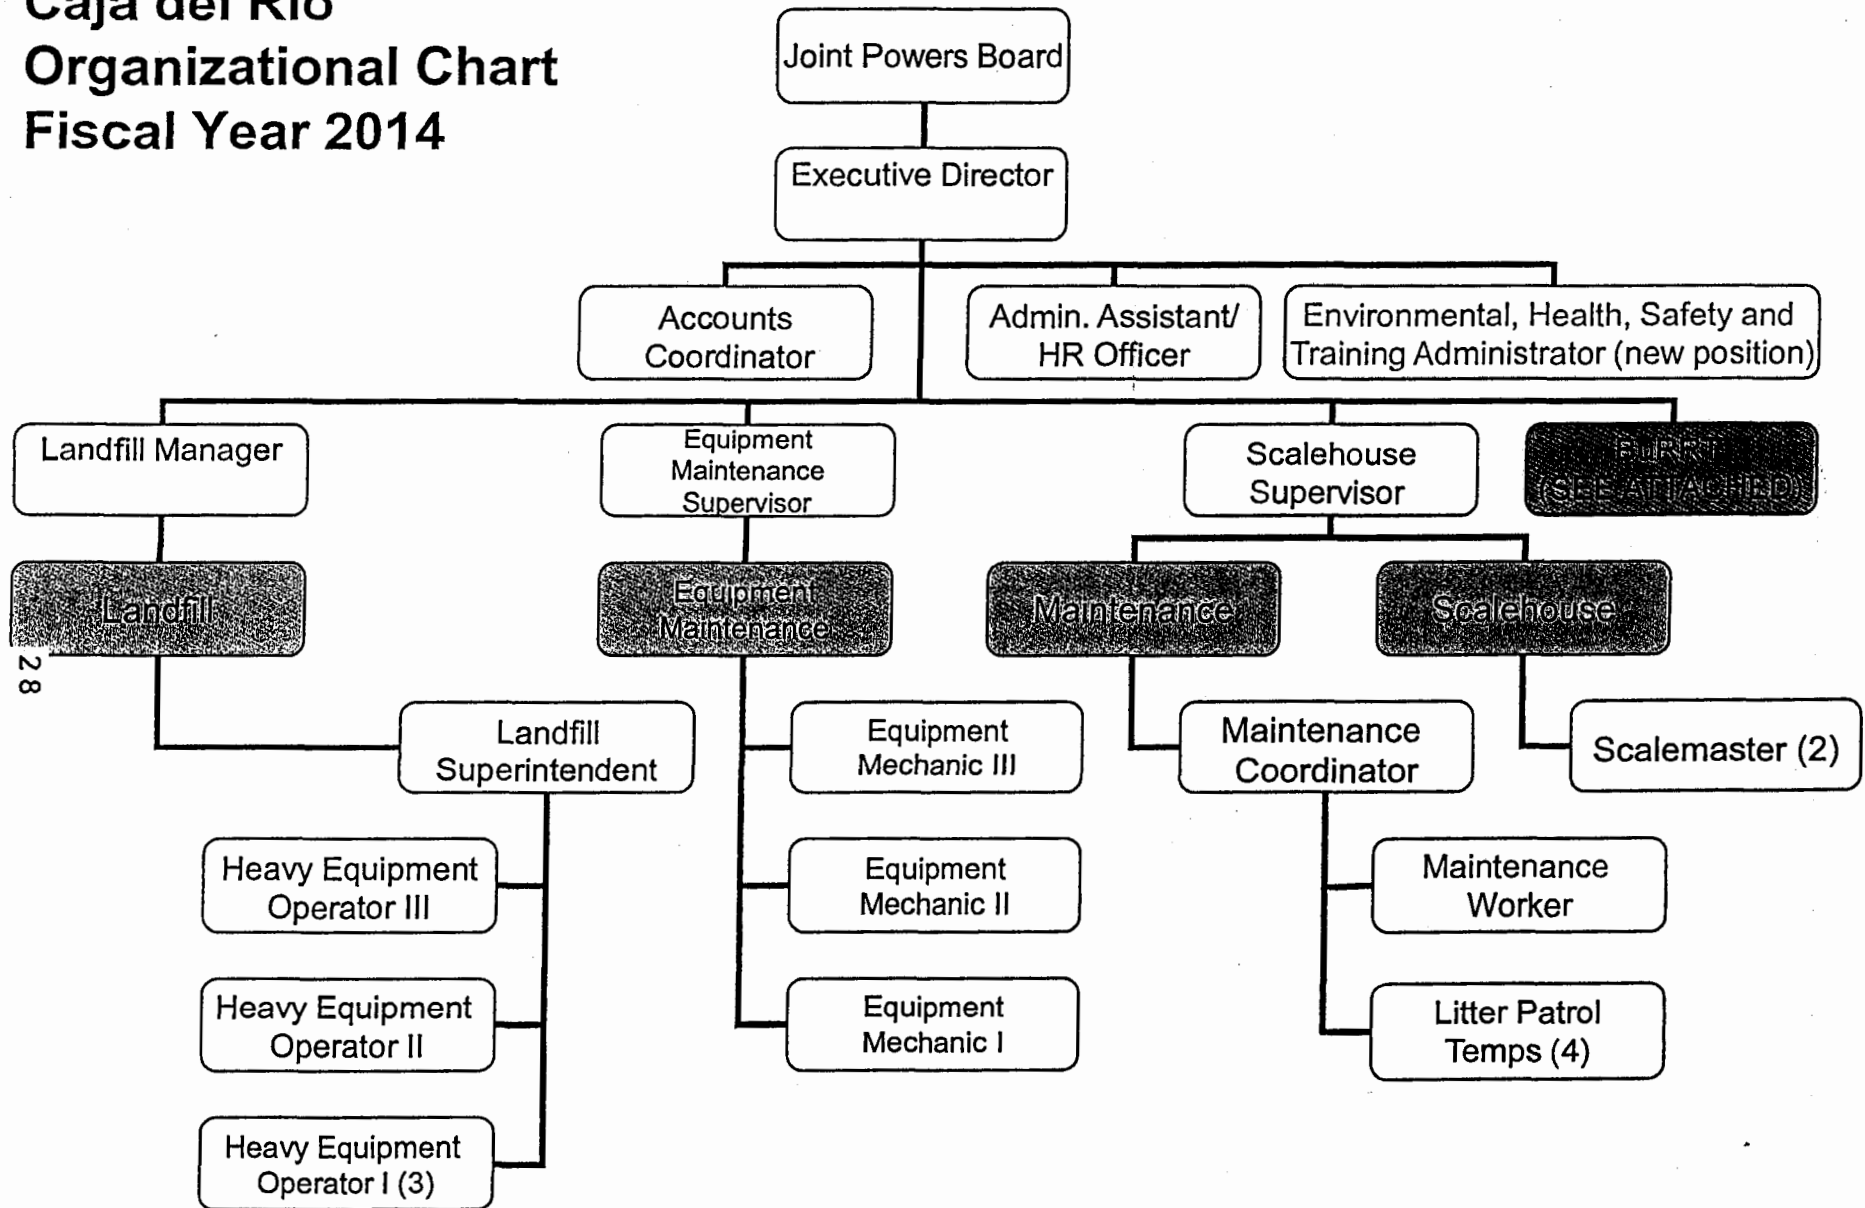 Caja del Rio
Organizational Chart
Fiscal Year 2014
Joint Powers Board
Executive Director
Accounts
Coordinator
Admin. Assistant/
HR Officer
Environmental, Health, Safety and
Training Administrator (new position)
Landfill Manager
Equipment
Maintenance
Supervisor
Scalehouse
Supervisor
BuRRT
(SEE ATTACHED)
Landfill
Equipment
Maintenance
Maintenance
Scalehouse
28
Landfill
Superintendent
Equipment
Mechanic III
Maintenance
Coordinator
Scalemaster (2)
Heavy Equipment
Operator III
Equipment
Mechanic II
Maintenance
Worker
Heavy Equipment
Operator II
Equipment
Mechanic I
Litter Patrol
Temps (4)
Heavy Equipment
Operator I (3)